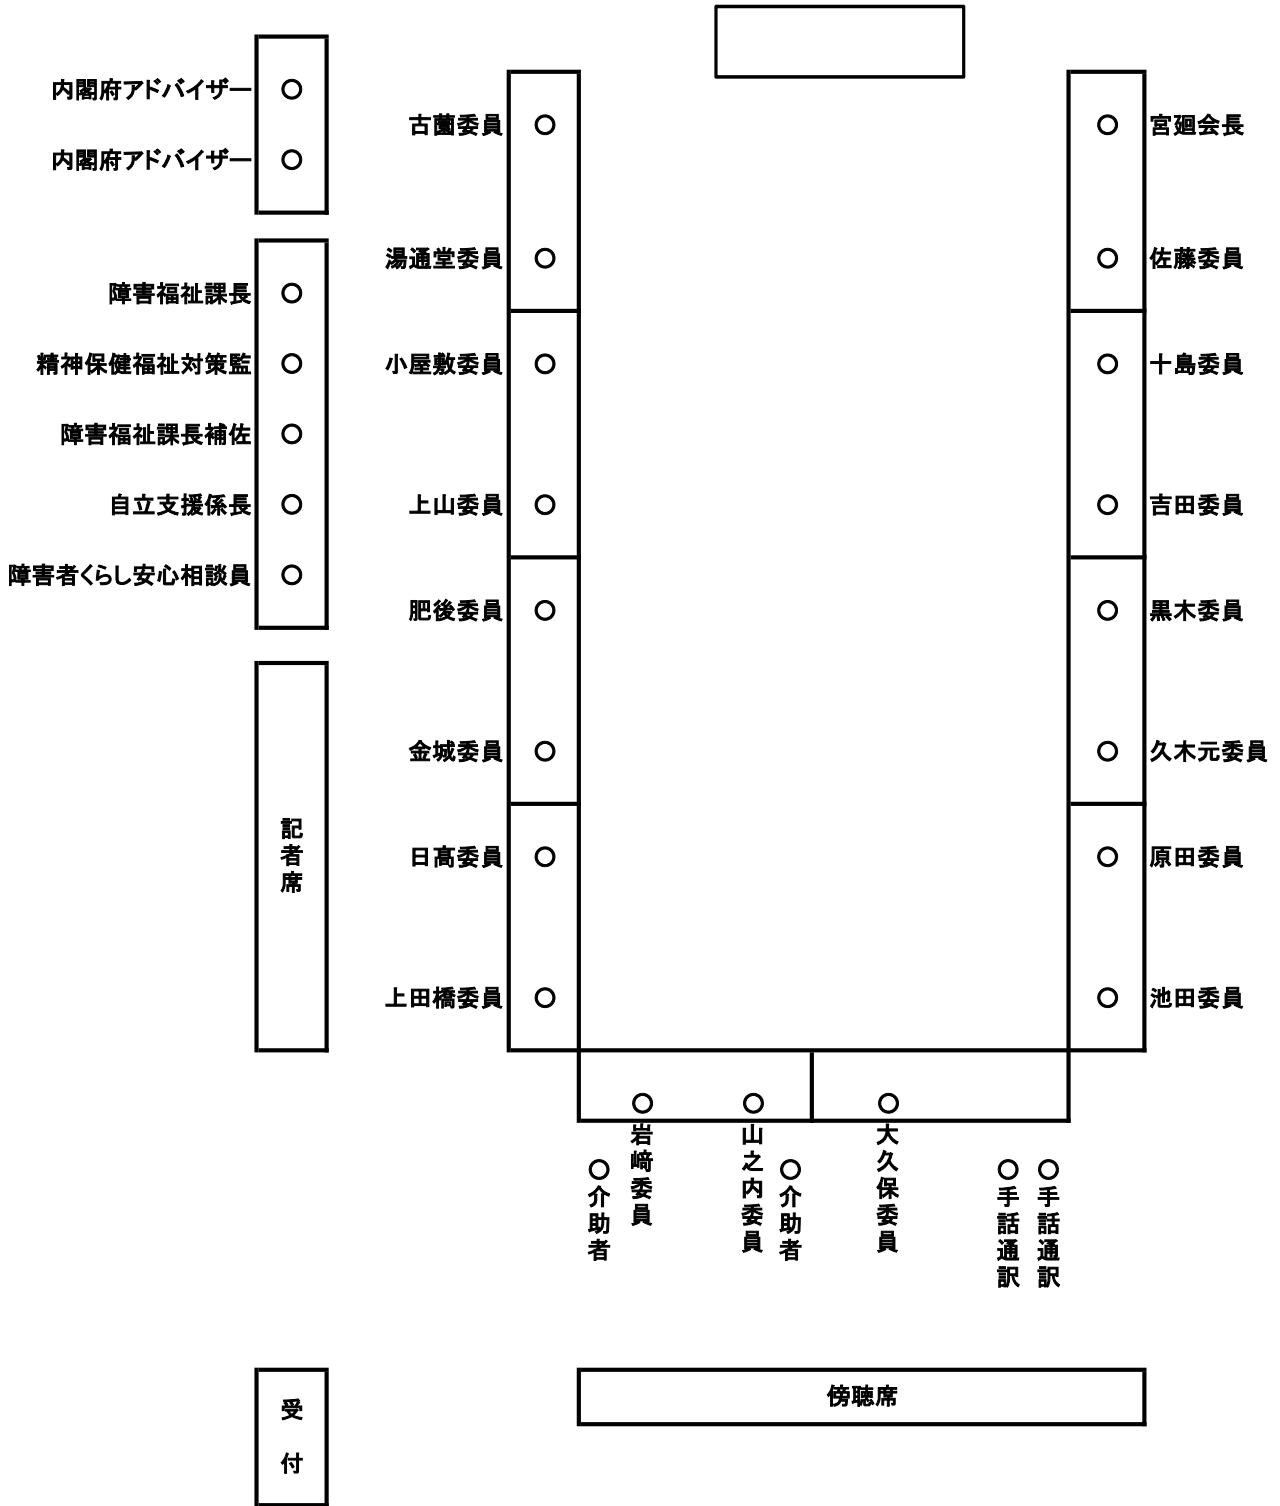 内閣府アドバイザー
内閣府アドバイザー
障害福祉課長
精神保健福祉対策監
障害福祉課長補佐
自立支援係長
障害者くらし安心相談員
記者席
古薗委員
湯通堂委員
小屋敷委員
上山委員
肥後委員
金城委員
日髙委員
上田橋委員
宮廻会長
佐藤委員
十島委員
吉田委員
黒木委員
久木元委員
原田委員
池田委員
介助者
岩﨑委員
山之内委員
介助者
大久保委員
手話通訳
手話通訳
受付
傍聴席